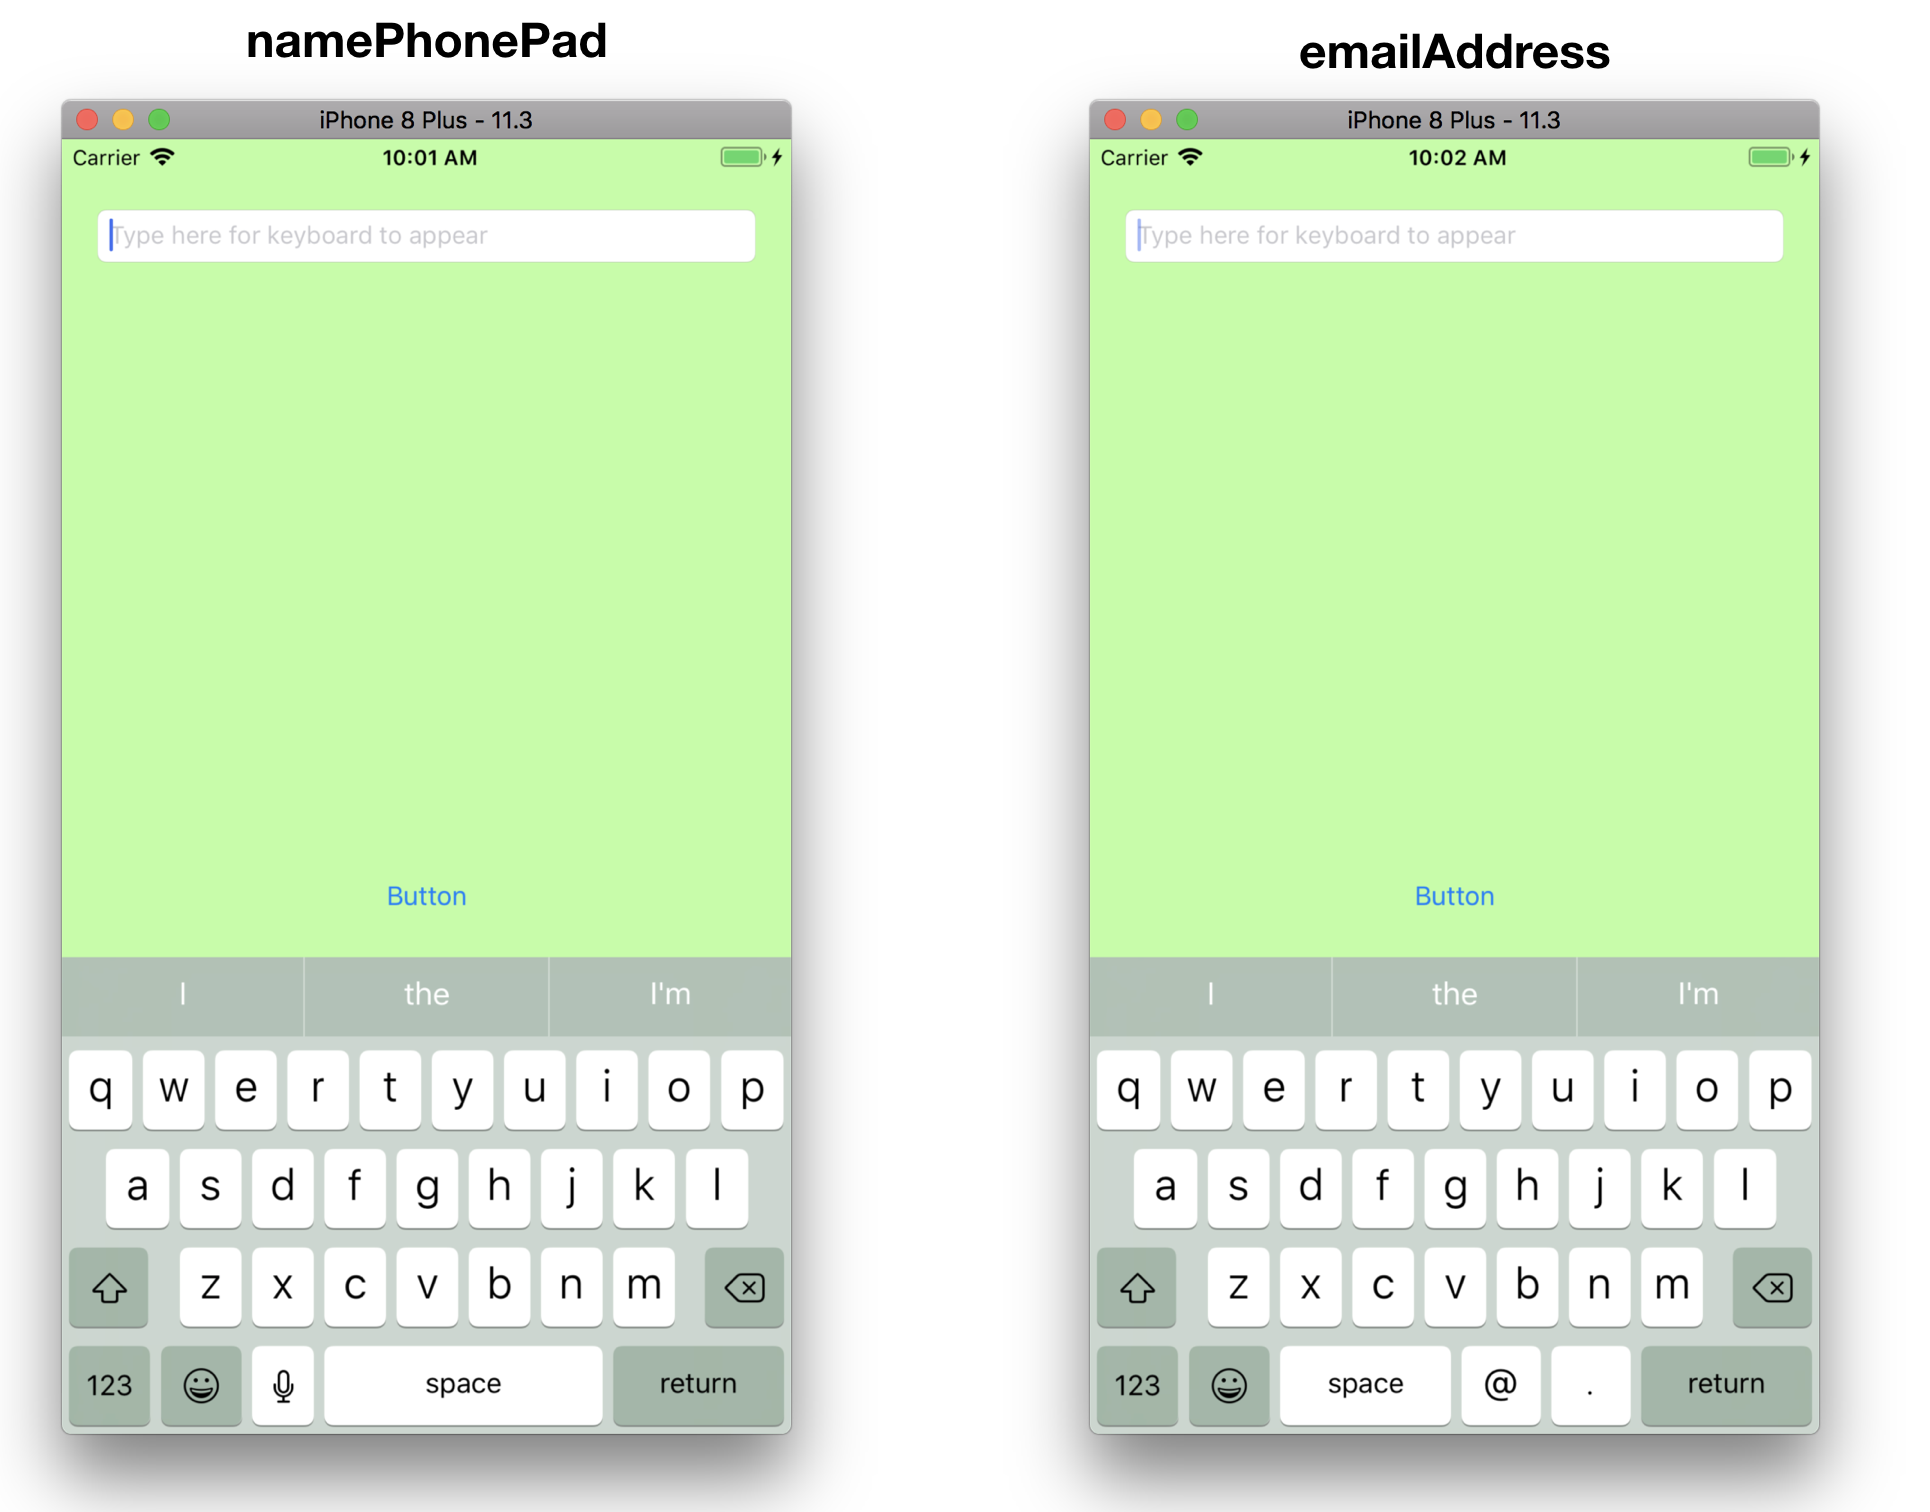 namePhonePad
iPhone 8 Plus - 11.3
Carrier 10:01 AM
Type here for keyboard to appear
Button
I the I'm
q w e r t y u i o p
a s d f g h j k l
z x c v b n m
123 space return
emailAddress
iPhone 8 Plus - 11.3
Carrier 10:02 AM
Type here for keyboard to appear
Button
I the I'm
q w e r t y u i o p
a s d f g h j k l
z x c v b n m
123 space @ . return